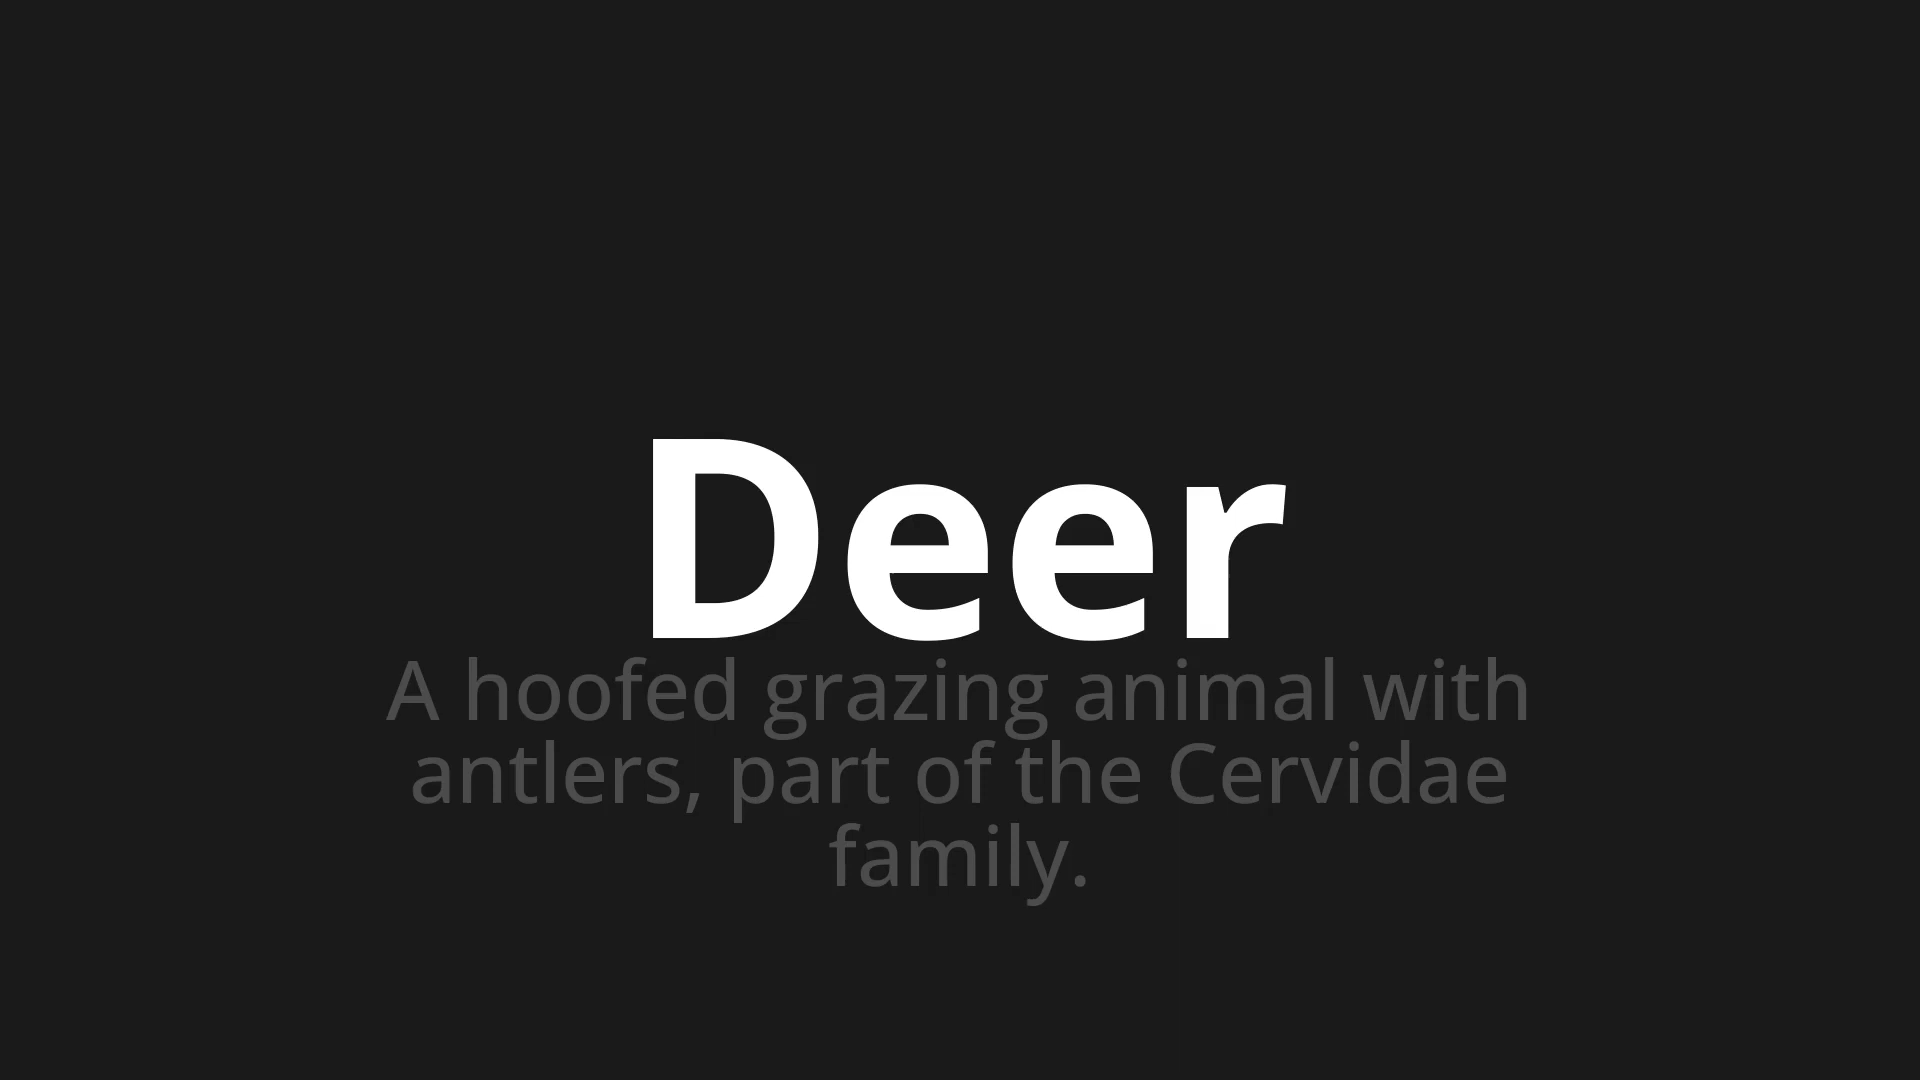 Deer
A hoofed grazing animal with
antlers, part of the Cervidae
family.